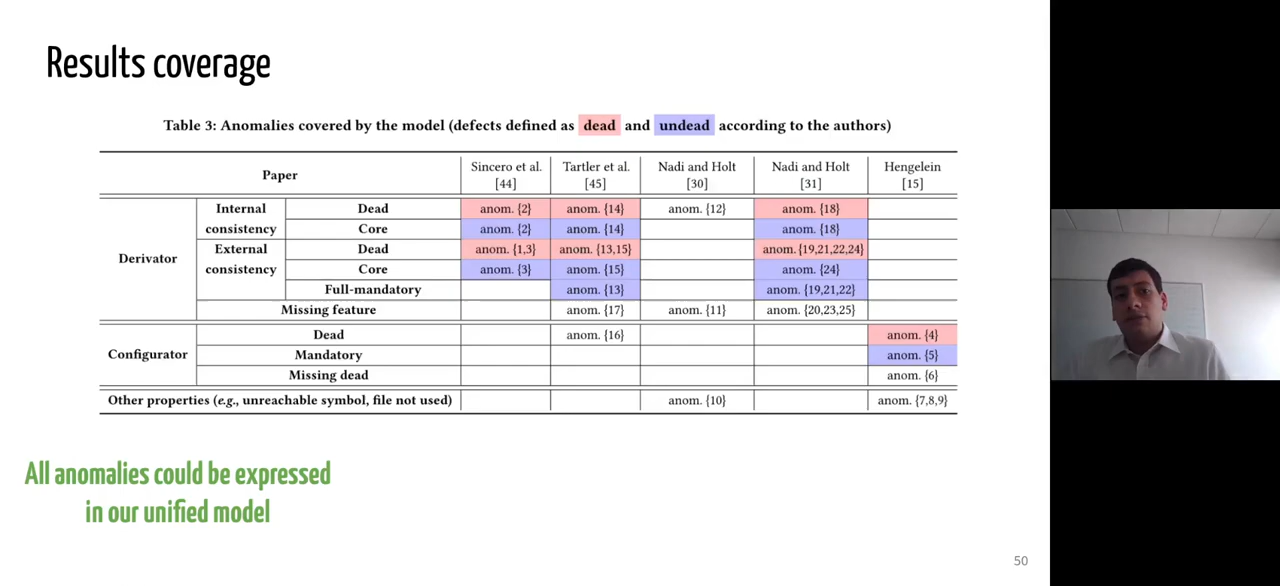 Results coverage
Table 3: Anomalies covered by the model (defects defined as dead and undead according to the authors)
Paper Sincero et al. [44] Tartler et al. [45] Nadi and Holt [30] Nadi and Holt [31] Hengelein [15]
Derivator
Internal consistency Dead anom. {2} anom. {14} anom. {12} anom. {18}
Core anom. {2} anom. {14} anom. {18}
External consistency Dead anom. {1,3} anom. {13,15} anom. {19,21,22,24}
Core anom. {3} anom. {15} anom. {24}
Full-mandatory anom. {13} anom. {19,21,22}
Missing feature anom. {17} anom. {11} anom. {20,23,25}
Configurator
Dead anom. {16} anom. {4}
Mandatory anom. {5}
Missing dead anom. {6}
Other properties (e.g., unreachable symbol, file not used) anom. {10} anom. {7,8,9}
All anomalies could be expressed
in our unified model
50